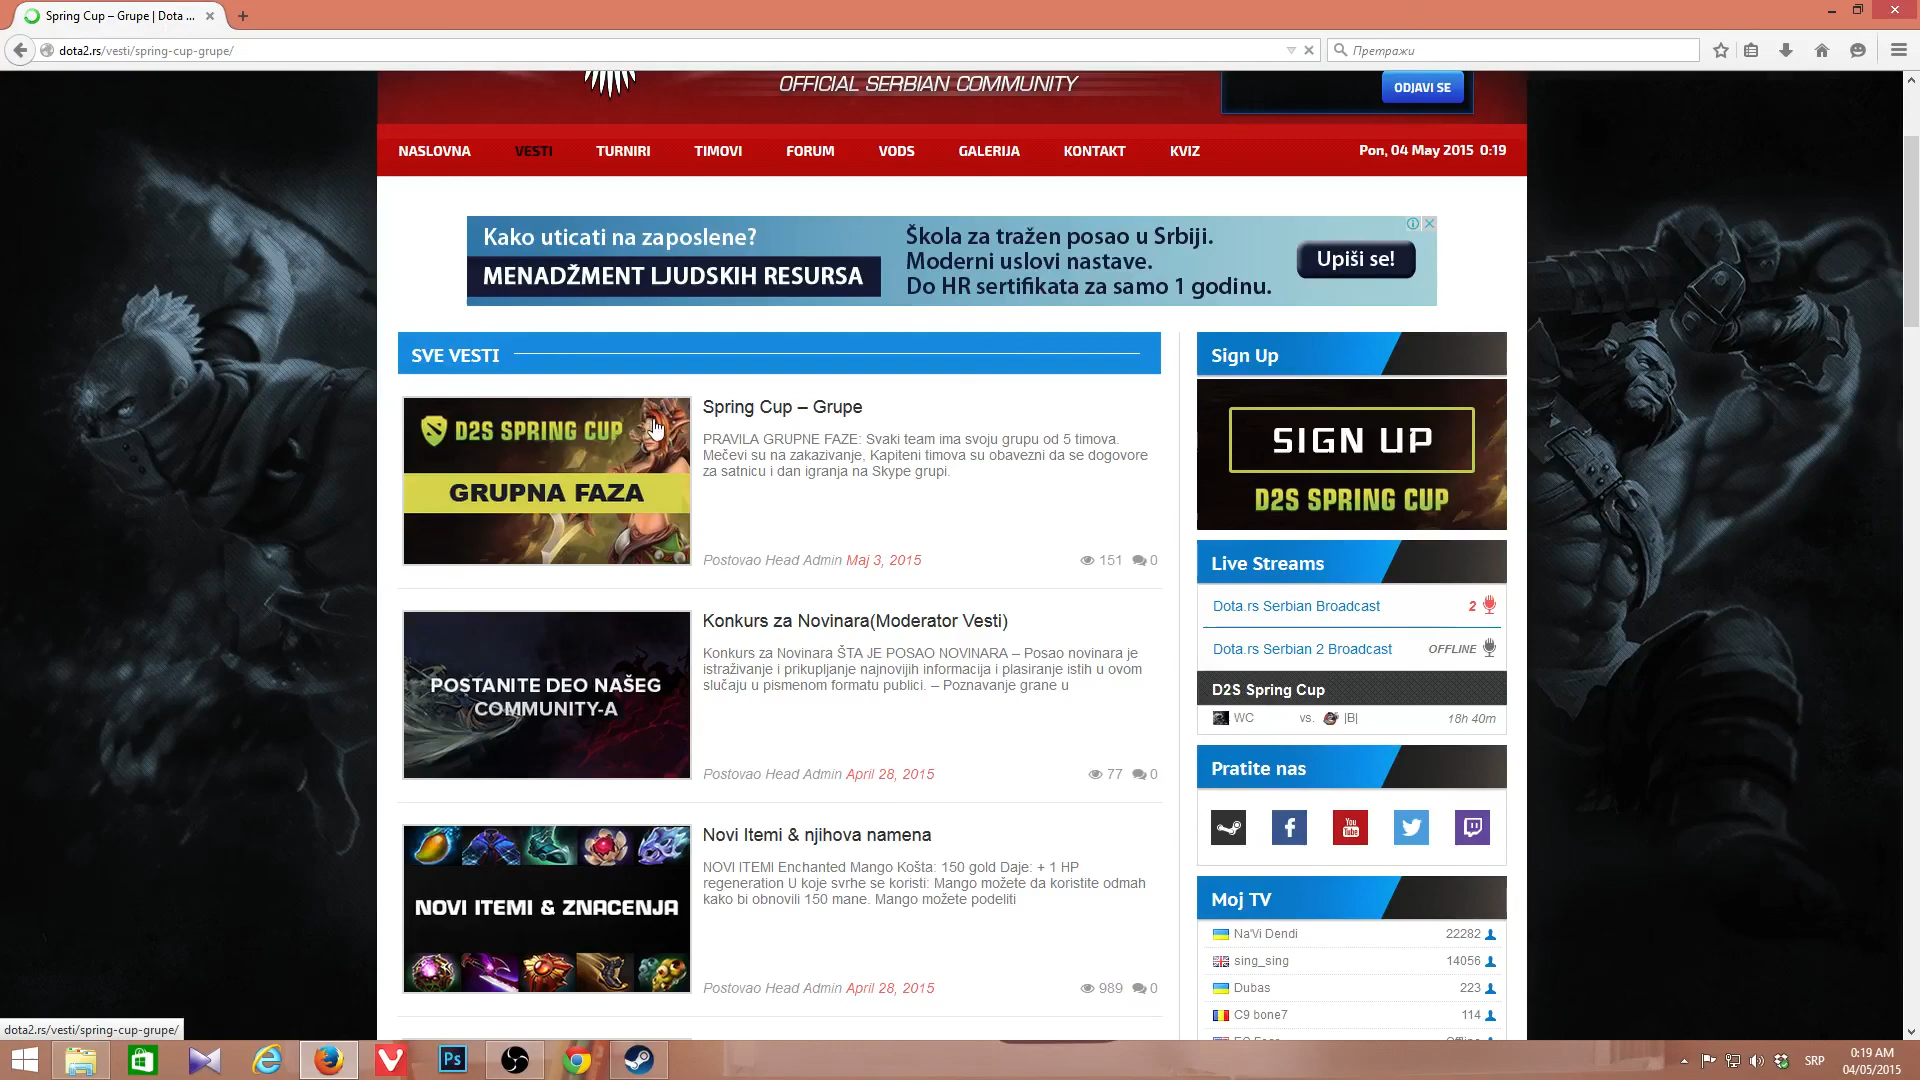 Spring Cup – Grupe | Dota ...
dota2.rs/vesti/spring-cup-grupe/
Претражи
OFFICIAL SERBIAN COMMUNITY
ODJAVI SE
NASLOVNA VESTI TURNIRI TIMOVI FORUM VODS GALERIJA KONTAKT KVIZ Pon, 04 May 2015 0:19
Kako uticati na zaposlene?
MENADŽMENT LJUDSKIH RESURSA
Škola za tražen posao u Srbiji.
Moderni uslovi nastave.
Do HR sertifikata za samo 1 godinu.
Upiši se!
SVE VESTI
D2S SPRING CUP
GRUPNA FAZA
Spring Cup – Grupe
PRAVILA GRUPNE FAZE: Svaki team ima svoju grupu od 5 timova.
Mečevi su na zakazivanje, Kapiteni timova su obavezni da se dogovore
za satnicu i dan igranja na Skype grupi.
Postovao Head Admin Maj 3, 2015 151 0
POSTANITE DEO NAŠEG
COMMUNITY-A
Konkurs za Novinara(Moderator Vesti)
Konkurs za Novinara ŠTA JE POSAO NOVINARA – Posao novinara je
istraživanje i prikupljanje najnovijih informacija i plasiranje istih u ovom
slučaju u pismenom formatu publici. – Poznavanje grane u
Postovao Head Admin April 28, 2015 77 0
NOVI ITEMI & ZNACENJA
Novi Itemi & njihova namena
NOVI ITEMI Enchanted Mango Košta: 150 gold Daje: + 1 HP
regeneration U koje svrhe se koristi: Mango možete da koristite odmah
kako bi obnovili 150 mane. Mango možete podeliti
Postovao Head Admin April 28, 2015 989 0
Sign Up
SIGN UP
D2S SPRING CUP
Live Streams
Dota.rs Serbian Broadcast 2
Dota.rs Serbian 2 Broadcast OFFLINE
D2S Spring Cup
WC vs. |B| 18h 40m
Pratite nas
You
Tube
Moj TV
Na'Vi Dendi 22282
sing_sing 14056
Dubas 223
C9 bone7 114
dota2.rs/vesti/spring-cup-grupe/
Ps
SRP
0:19 AM
04/05/2015